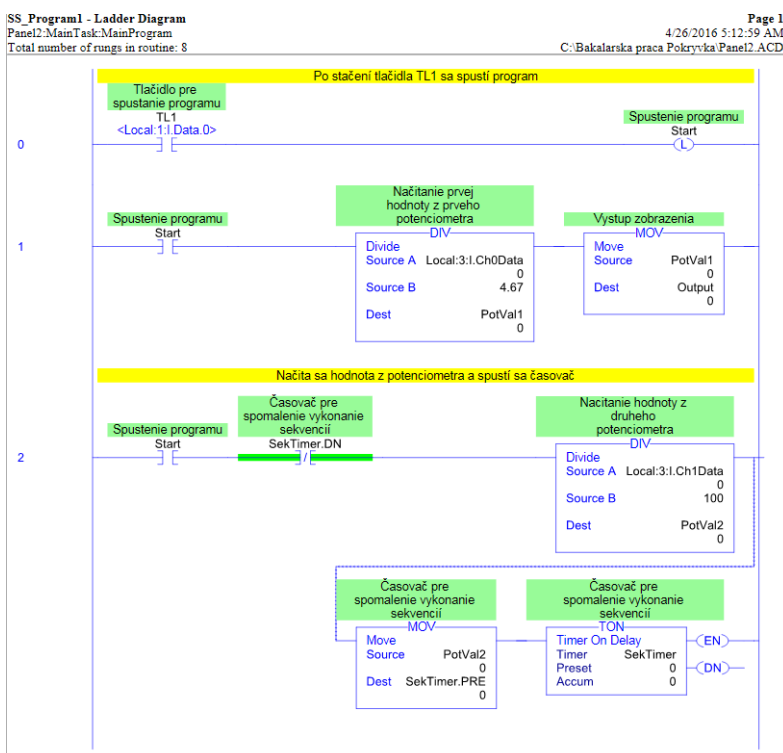 SS_Program1 - Ladder Diagram
Page 1
Panel2:MainTask:MainProgram
4/26/2016 5:12:59 AM
Total number of rungs in routine: 8
C:\Bakalarska praca Pokryvka\Panel2.ACD
Po stačení tlačidla TL1 sa spustí program
Tlačidlo pre
spustanie programu
TL1
<Local:1:I.Data.0>
Spustenie programu
Start
L
0
Spustenie programu
Start
Načitanie prvej
hodnoty z prveho
potenciometra
DIV
Divide
Source A Local:3:I.Ch0Data
0
Source B 4.67
Dest PotVal1
0
Vystup zobrazenia
MOV
Move
Source PotVal1
0
Dest Output
0
1
Načita sa hodnota z potenciometra a spustí sa časovač
Spustenie programu
Start
Časovač pre
spomalenie vykonanie
sekvencií
SekTimer.DN
Nacitanie hodnoty z
druheho
potenciometra
DIV
Divide
Source A Local:3:I.Ch1Data
0
Source B 100
Dest PotVal2
0
2
Časovač pre
spomalenie vykonanie
sekvencií
MOV
Move
Source PotVal2
0
Dest SekTimer.PRE
0
Časovač pre
spomalenie vykonanie
sekvencií
TON
Timer On Delay
Timer SekTimer
Preset 0
Accum 0
EN
DN